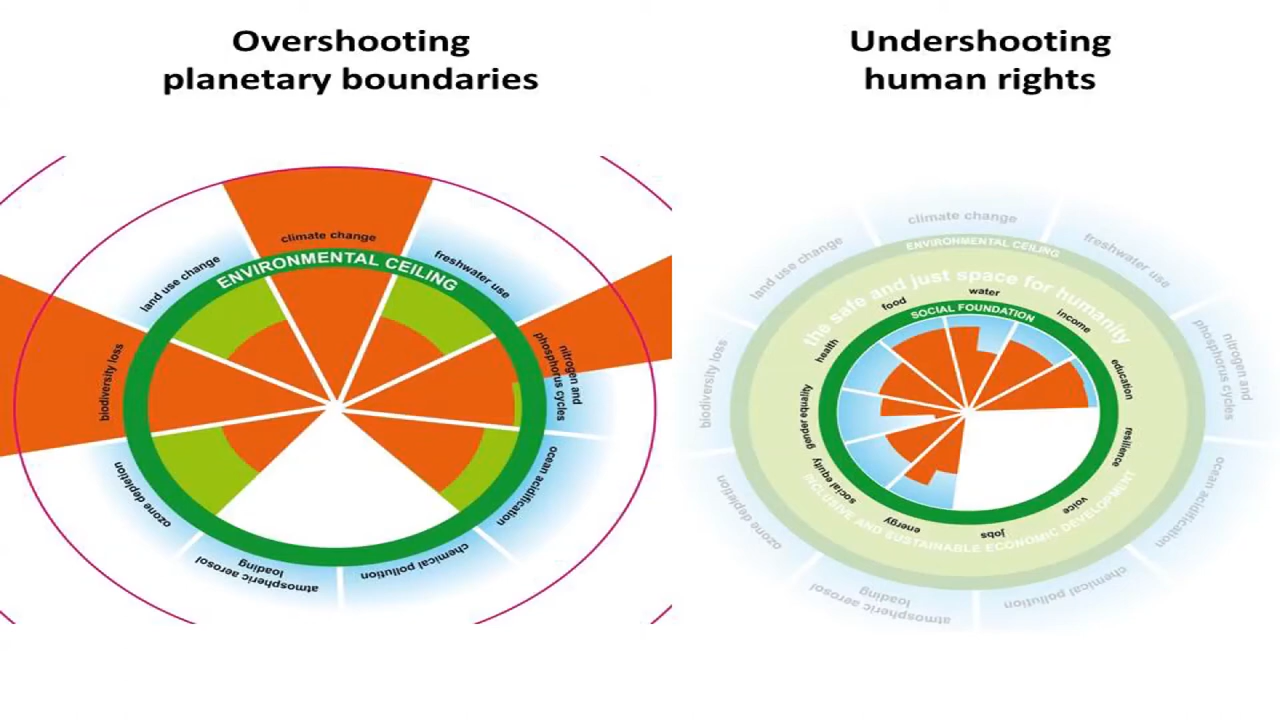 Overshooting
planetary boundaries
Undershooting
human rights
climate change
ENVIRONMENTAL CEILING
land use change
freshwater use
biodiversity loss
nitrogen and
phosphorus cycles
ozone depletion
ocean acidification
atmospheric aerosol
loading
chemical pollution
climate change
ENVIRONMENTAL CEILING
land use change
freshwater use
the safe and just space for humanity
water
food
income
SOCIAL FOUNDATION
health
education
biodiversity loss
nitrogen and
phosphorus cycles
gender equality
resilience
social equity
voice
energy
jobs
INCLUSIVE AND SUSTAINABLE ECONOMIC DEVELOPMENT
ozone depletion
ocean acidification
atmospheric aerosol
loading
chemical pollution